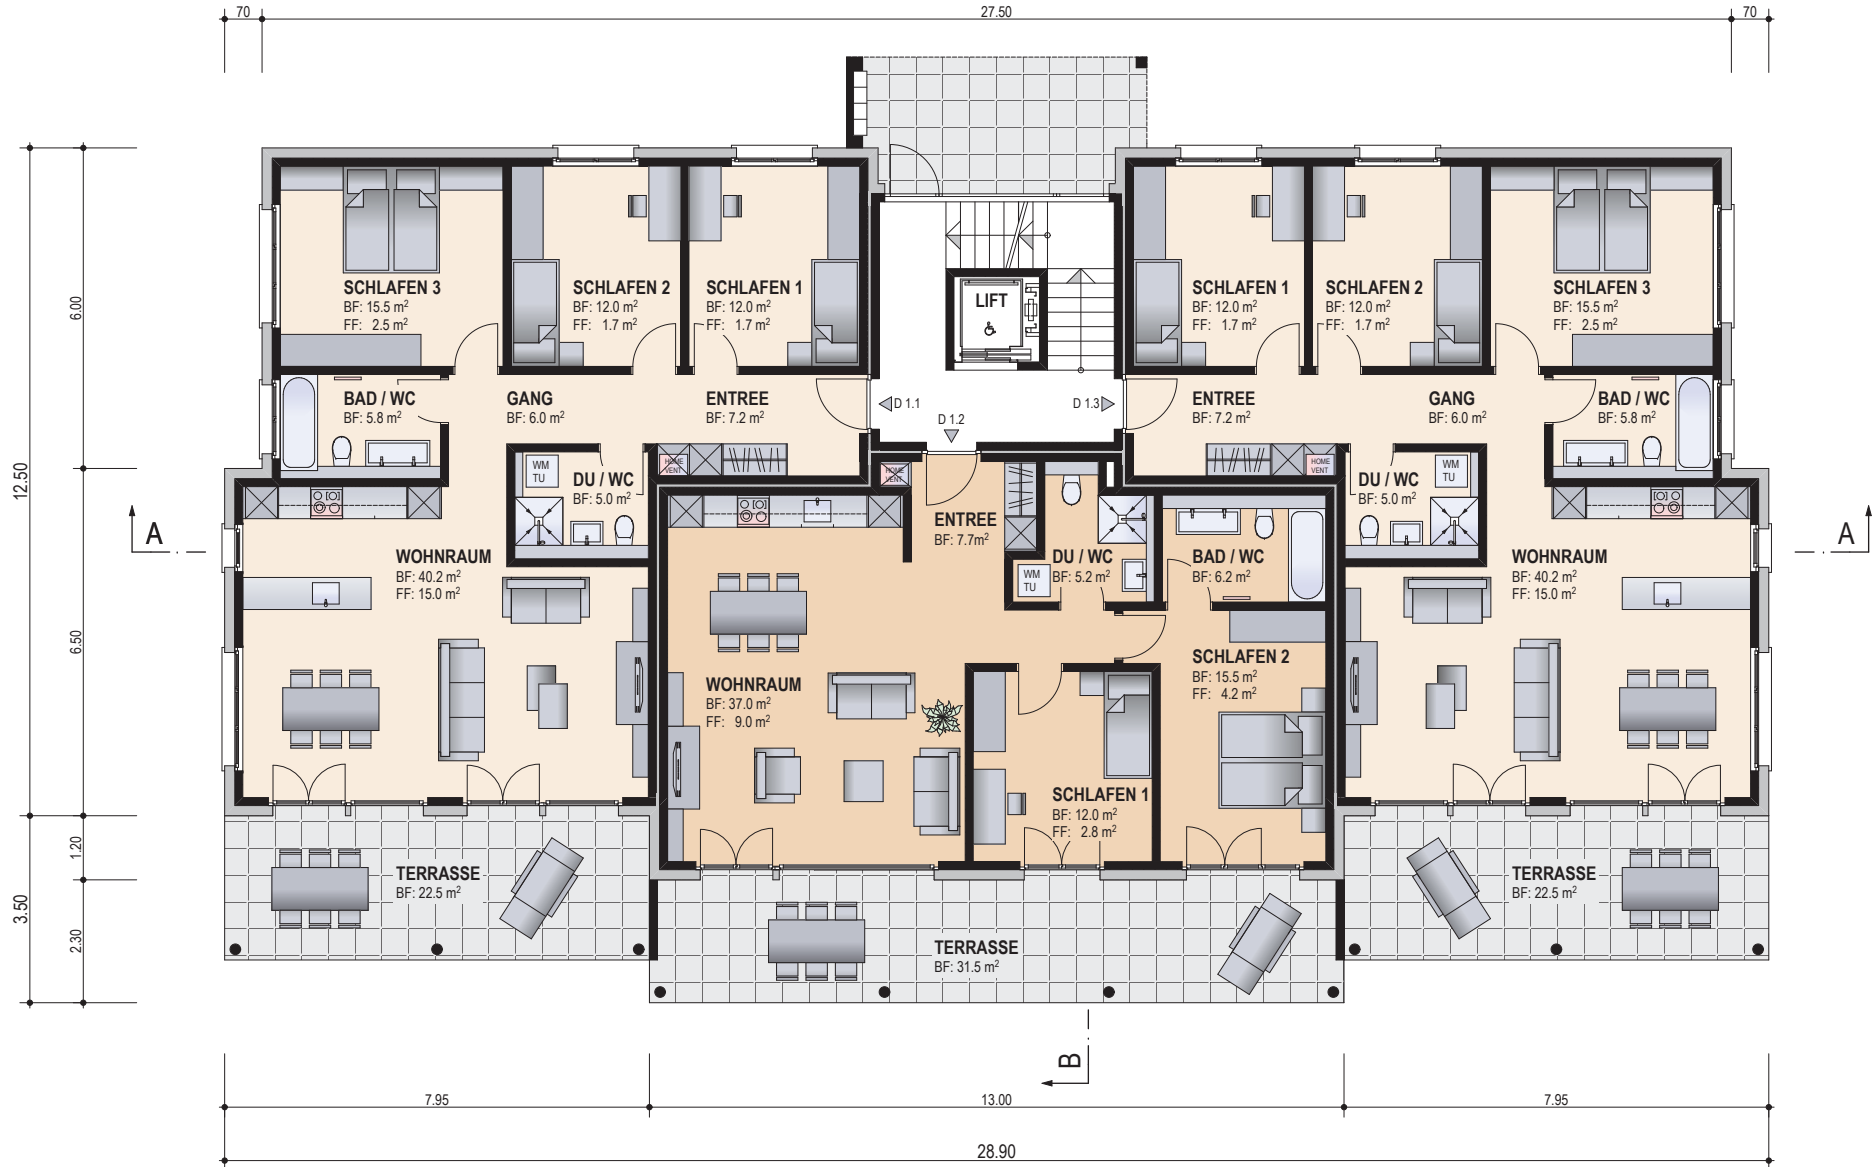 70
27.50
70
12.50
6.00
6.50
3.50
1.20
2.30
SCHLAFEN 3
BF: 15.5 m²
FF: 2.5 m²
SCHLAFEN 2
BF: 12.0 m²
FF: 1.7 m²
SCHLAFEN 1
BF: 12.0 m²
FF: 1.7 m²
LIFT
SCHLAFEN 1
BF: 12.0 m²
FF: 1.7 m²
SCHLAFEN 2
BF: 12.0 m²
FF: 1.7 m²
SCHLAFEN 3
BF: 15.5 m²
FF: 2.5 m²
BAD / WC
BF: 5.8 m²
GANG
BF: 6.0 m²
ENTREE
BF: 7.2 m²
D 1.1
D 1.2
D 1.3
ENTREE
BF: 7.2 m²
GANG
BF: 6.0 m²
BAD / WC
BF: 5.8 m²
WM
TU
DU / WC
BF: 5.0 m²
HOME
VENT
HOME
VENT
HOME
VENT
DU / WC
BF: 5.0 m²
WM
TU
A
A
WOHNRAUM
BF: 40.2 m²
FF: 15.0 m²
ENTREE
BF: 7.7m²
DU / WC
BF: 5.2 m²
WM
TU
BAD / WC
BF: 6.2 m²
WOHNRAUM
BF: 40.2 m²
FF: 15.0 m²
WOHNRAUM
BF: 37.0 m²
FF: 9.0 m²
SCHLAFEN 2
BF: 15.5 m²
FF: 4.2 m²
SCHLAFEN 1
BF: 12.0 m²
FF: 2.8 m²
TERRASSE
BF: 22.5 m²
TERRASSE
BF: 31.5 m²
TERRASSE
BF: 22.5 m²
B
7.95
13.00
7.95
28.90